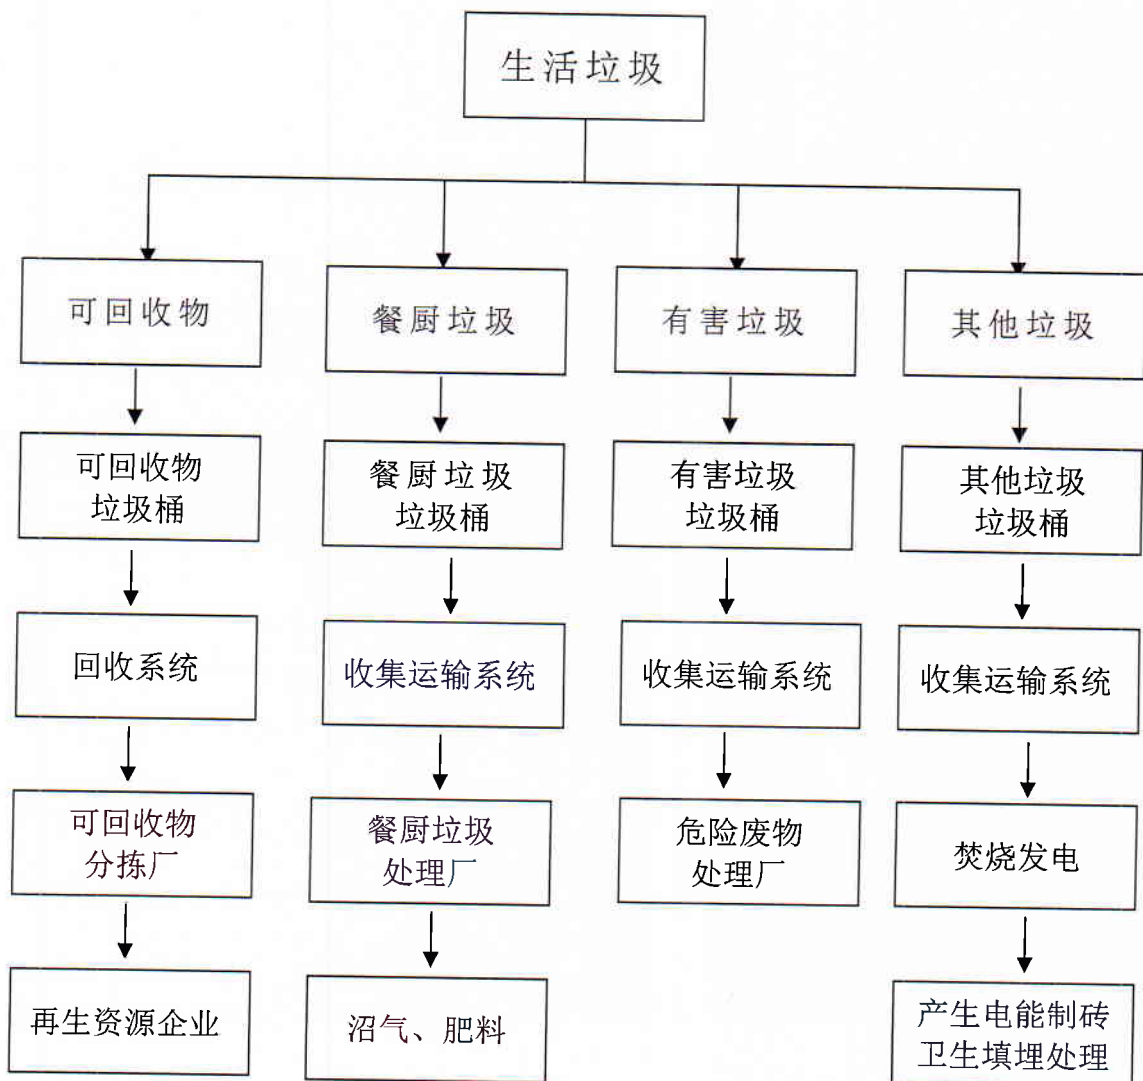 生活垃圾
可回收物
餐厨垃圾
有害垃圾
其他垃圾
可回收物
垃圾桶
餐厨垃圾
垃圾桶
有害垃圾
垃圾桶
其他垃圾
垃圾桶
回收系统
收集运输系统
收集运输系统
收集运输系统
可回收物
分拣厂
餐厨垃圾
处理厂
危险废物
处理厂
焚烧发电
再生资源企业
沼气、肥料
产生电能制砖
卫生填埋处理